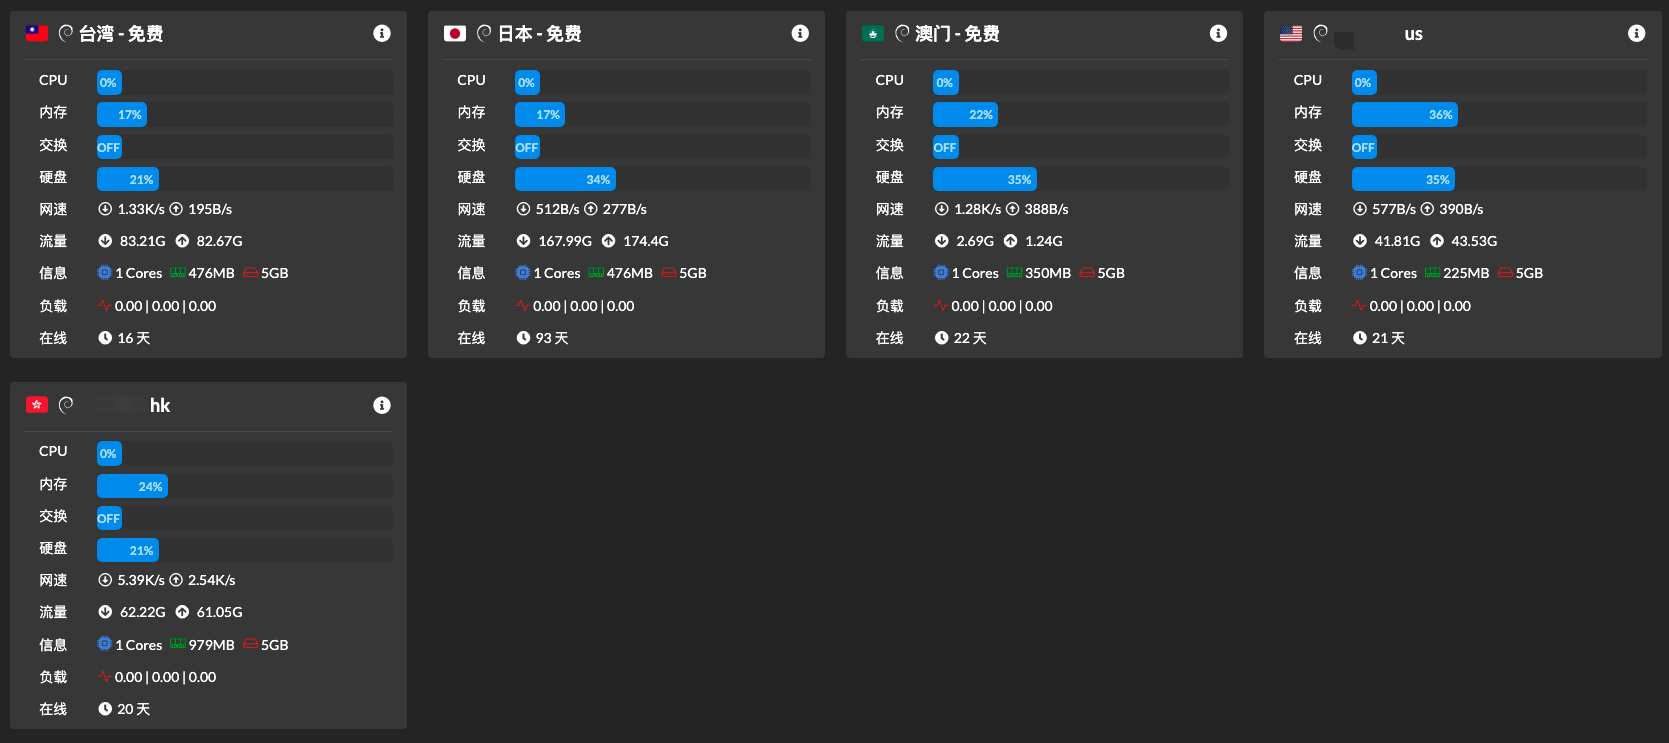 台湾 - 免费
CPU 0%
内存 17%
交换 OFF
硬盘 21%
网速 1.33K/s 195B/s
流量 83.21G 82.67G
信息 1 Cores 476MB 5GB
负载 0.00 | 0.00 | 0.00
在线 16 天
日本 - 免费
CPU 0%
内存 17%
交换 OFF
硬盘 34%
网速 512B/s 277B/s
流量 167.99G 174.4G
信息 1 Cores 476MB 5GB
负载 0.00 | 0.00 | 0.00
在线 93 天
澳门 - 免费
CPU 0%
内存 22%
交换 OFF
硬盘 35%
网速 1.28K/s 388B/s
流量 2.69G 1.24G
信息 1 Cores 350MB 5GB
负载 0.00 | 0.00 | 0.00
在线 22 天
us
CPU 0%
内存 36%
交换 OFF
硬盘 35%
网速 577B/s 390B/s
流量 41.81G 43.53G
信息 1 Cores 225MB 5GB
负载 0.00 | 0.00 | 0.00
在线 21 天
hk
CPU 0%
内存 24%
交换 OFF
硬盘 21%
网速 5.39K/s 2.54K/s
流量 62.22G 61.05G
信息 1 Cores 979MB 5GB
负载 0.00 | 0.00 | 0.00
在线 20 天